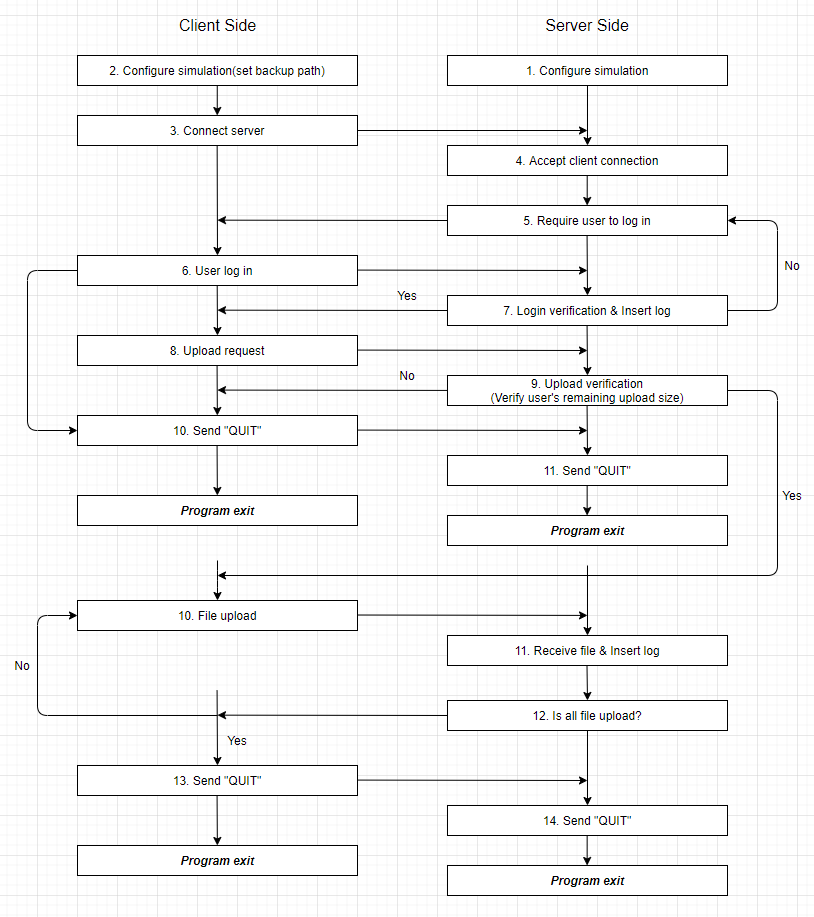 Client Side
Server Side
2. Configure simulation(set backup path)
1. Configure simulation
3. Connect server
4. Accept client connection
5. Require user to log in
No
6. User log in
Yes
7. Login verification & Insert log
8. Upload request
No
9. Upload verification
(Verify user's remaining upload size)
10. Send "QUIT"
11. Send "QUIT"
Yes
Program exit
Program exit
10. File upload
11. Receive file & Insert log
No
12. Is all file upload?
Yes
13. Send "QUIT"
14. Send "QUIT"
Program exit
Program exit